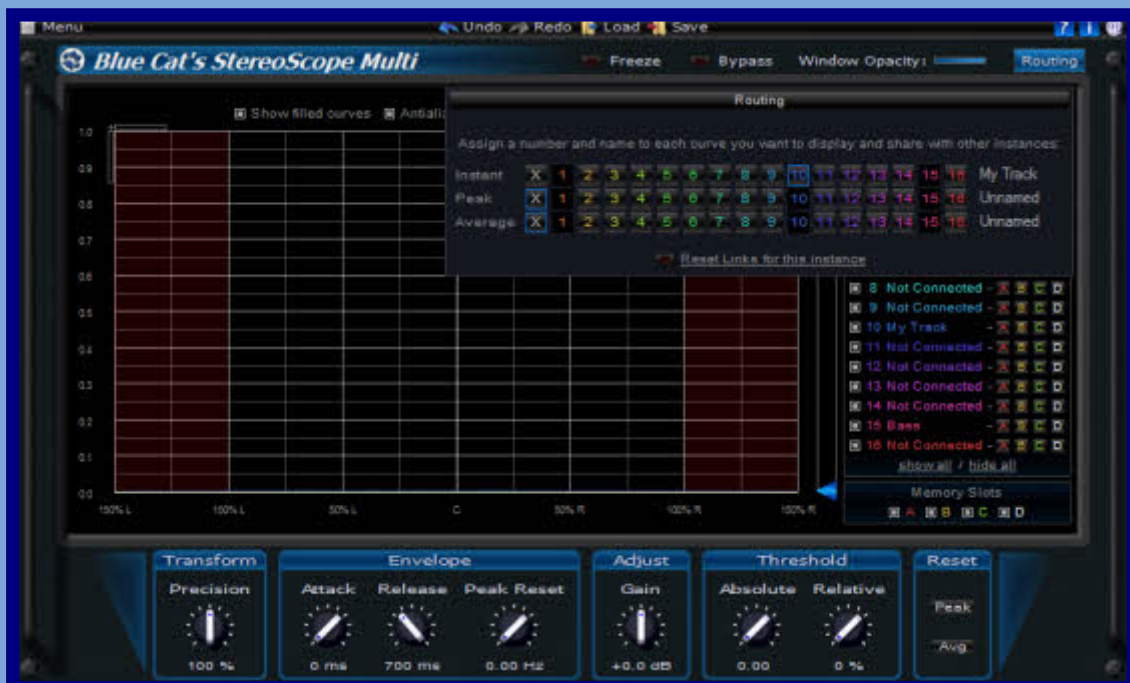 Menu Undo Redo Load Save ? i
Blue Cat's StereoScope Multi Freeze Bypass Window Opacity: Routing
Routing
Show filled curves Antiali
Assign a number and name to each curve you want to display and share with other instances:
Instant X 1 2 3 4 5 6 7 8 9 10 11 12 13 14 15 16 My Track
Peak X 1 2 3 4 5 6 7 8 9 10 11 12 13 14 15 16 Unnamed
Average X 1 2 3 4 5 6 7 8 9 10 11 12 13 14 15 16 Unnamed
Reset Links for this instance
1.0
0.9
0.8
0.7
0.6
0.5
0.4
0.3
0.2
0.1
0.0
150% L 100% L 50% L C 50% R 100% R 150% R
8 Not Connected - A B C D
9 Not Connected - A B C D
10 My Track - A B C D
11 Not Connected - A B C D
12 Not Connected - A B C D
13 Not Connected - A B C D
14 Not Connected - A B C D
15 Bass - A B C D
16 Not Connected - A B C D
show all / hide all
Memory Slots
A B C D
Transform Envelope Adjust Threshold Reset
Precision Attack Release Peak Reset Gain Absolute Relative
Peak
Avg
100 % 0 ms 700 ms 0.00 Hz +0.0 dB 0.00 0 %